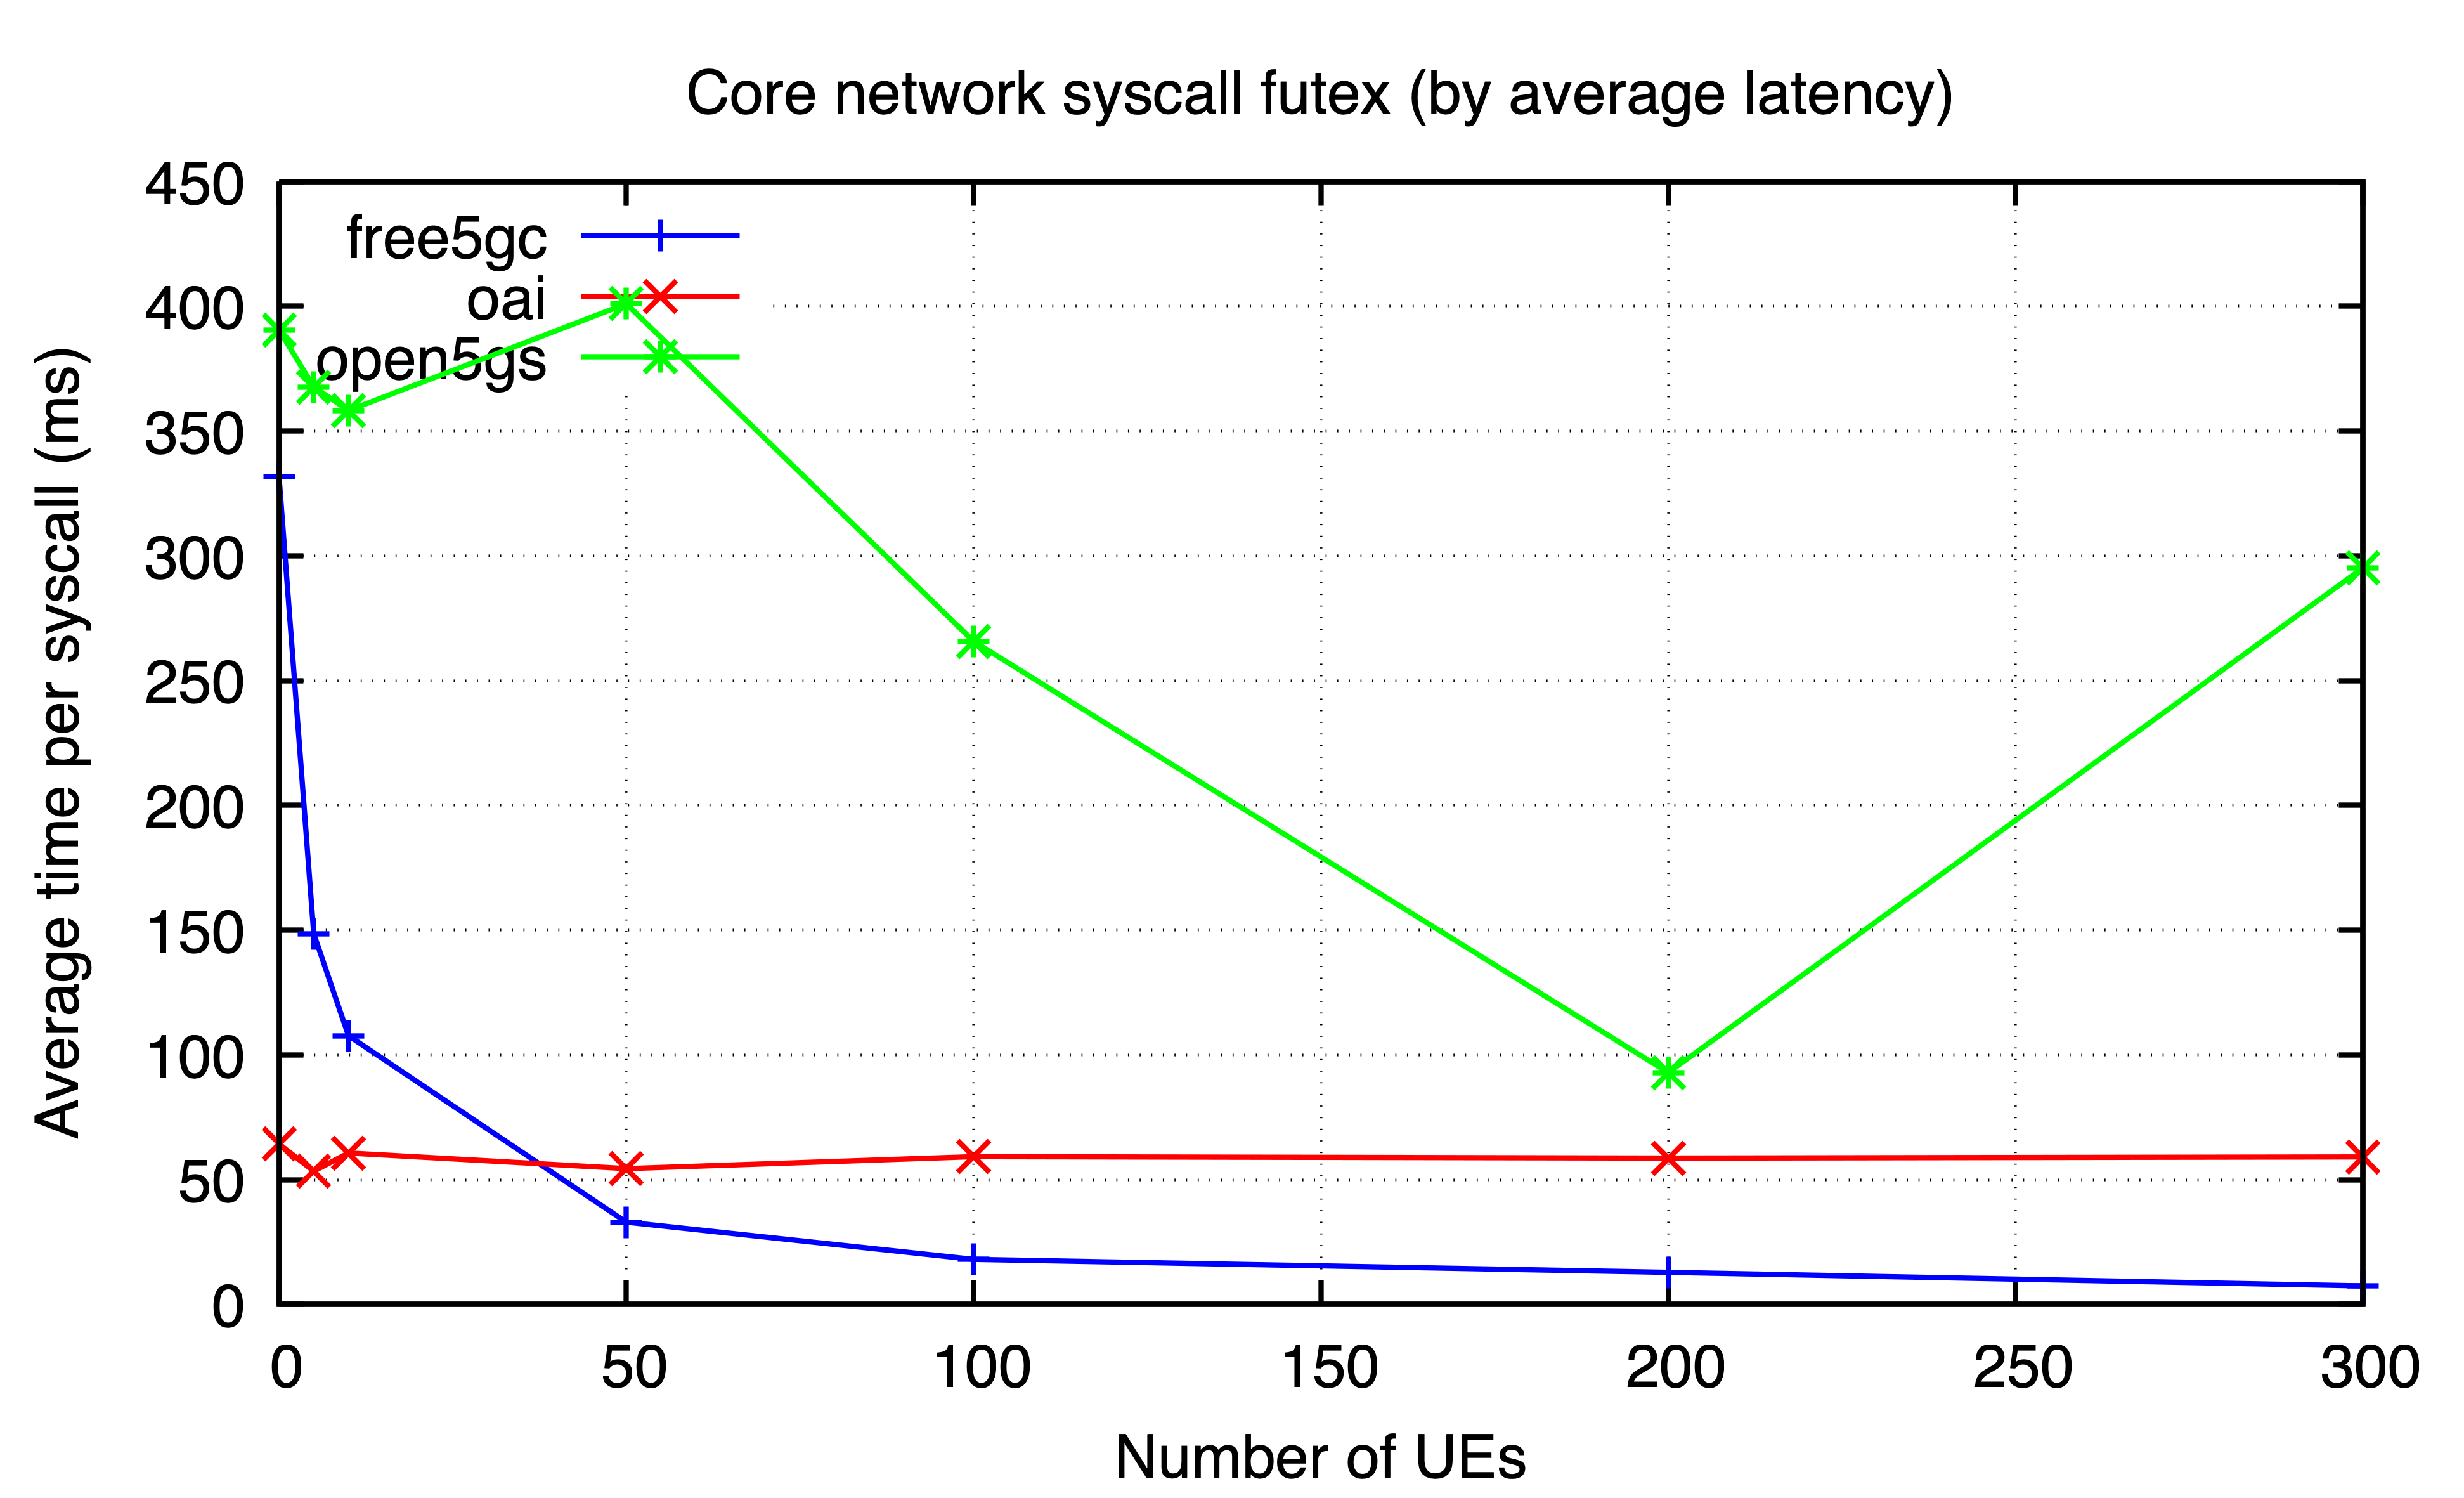 Core network syscall futex (by average latency)
450
400
350
300
250
200
150
100
50
0
Average time per syscall (ms)
free5gc
oai
open5gs
0 50 100 150 200 250 300
Number of UEs